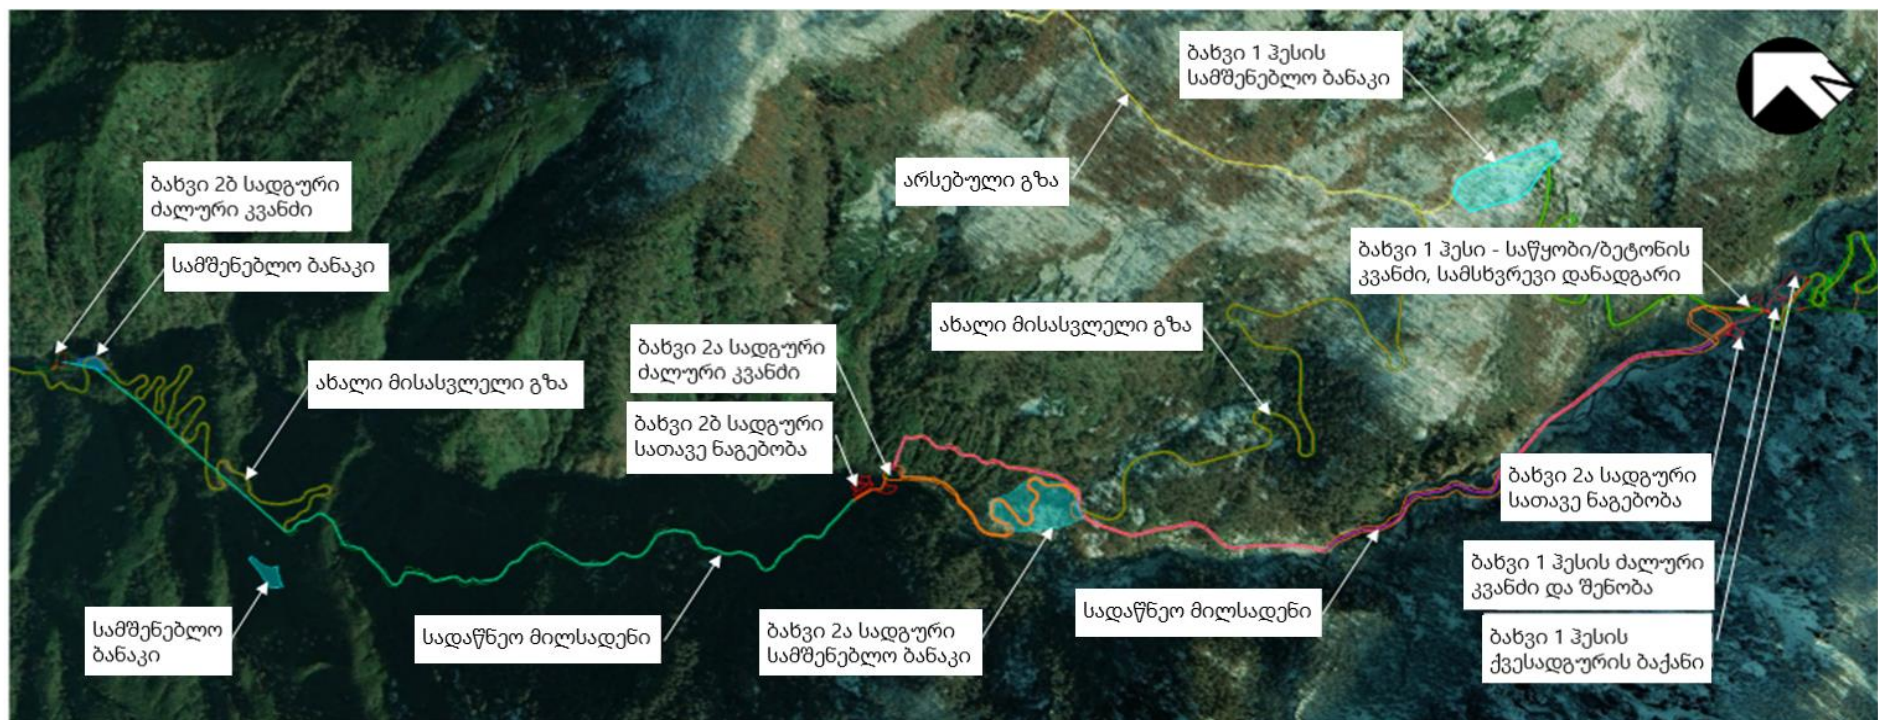 ბახვი 1 ჰესის
სამშენებლო ბანაკი
არსებული გზა
ბახვი 2ბ სადგური
ძალური კვანძი
სამშენებლო ბანაკი
ბახვი 1 ჰესი - საწყობი/ბეტონის
კვანძი, სამსხვრევი დანადგარი
ახალი მისასვლელი გზა
ბახვი 2ა სადგური
ძალური კვანძი
ახალი მისასვლელი გზა
ბახვი 2ბ სადგური
სათავე ნაგებობა
ბახვი 2ა სადგური
სათავე ნაგებობა
ბახვი 1 ჰესის ძალური
კვანძი და შენობა
სადაწნეო მილსადენი
სამშენებლო
ბანაკი
სადაწნეო მილსადენი
ბახვი 2ა სადგური
სამშენებლო ბანაკი
ბახვი 1 ჰესის
ქვესადგურის ბაქანი
N